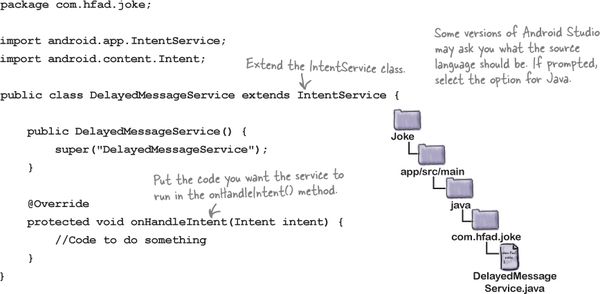 package com.hfad.joke;
import android.app.IntentService;
import android.content.Intent;
Extend the IntentService class.
Some versions of Android Studio
may ask you what the source
language should be. If prompted,
select the option for Java.
public class DelayedMessageService extends IntentService {
public DelayedMessageService() {
super("DelayedMessageService");
}
Put the code you want the service to
run in the onHandleIntent() method.
@Override
protected void onHandleIntent(Intent intent) {
//Code to do something
}
}
Joke
app/src/main
java
com.hfad.joke
DelayedMessage
Service.java